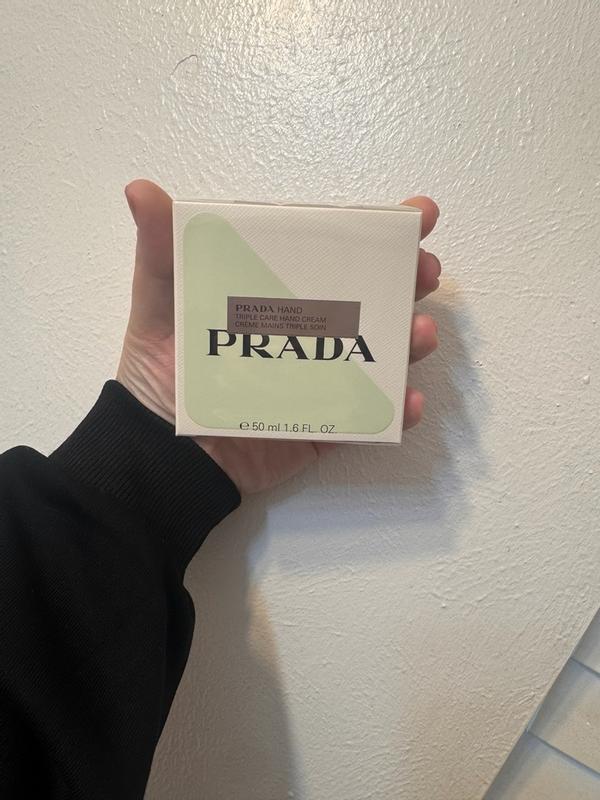 PRADA HAND
TRIPLE CARE HAND CREAM
CRÈME MAINS TRIPLE SOIN
PRADA
℮ 50 ml 1.6 FL. OZ.